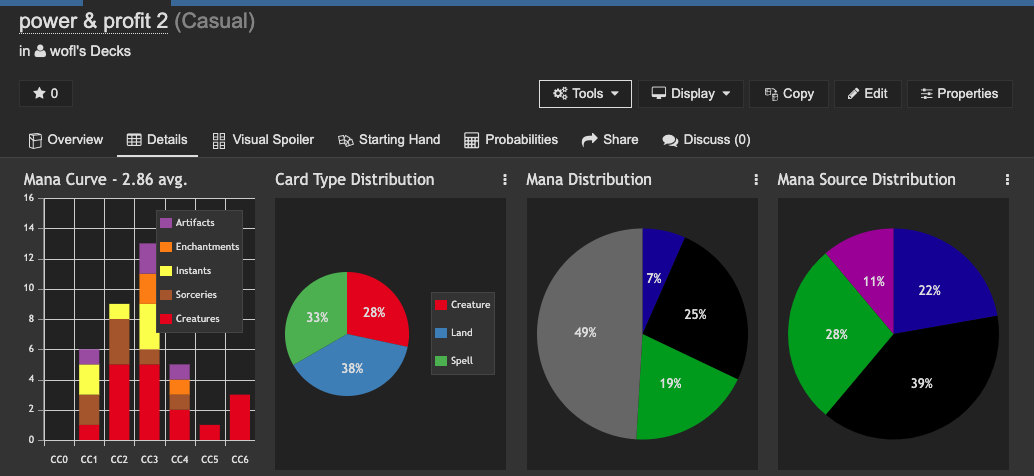 power & profit 2 (Casual)
in wofl's Decks
0
Tools
Display
Copy
Edit
Properties
Overview
Details
Visual Spoiler
Starting Hand
Probabilities
Share
Discuss (0)
Mana Curve - 2.86 avg.
16
14
12
10
8
6
4
2
0
CC0 CC1 CC2 CC3 CC4 CC5 CC6
Artifacts
Enchantments
Instants
Sorceries
Creatures
Card Type Distribution
33%
28%
38%
Creature
Land
Spell
Mana Distribution
7%
25%
49%
19%
Mana Source Distribution
11%
22%
28%
39%